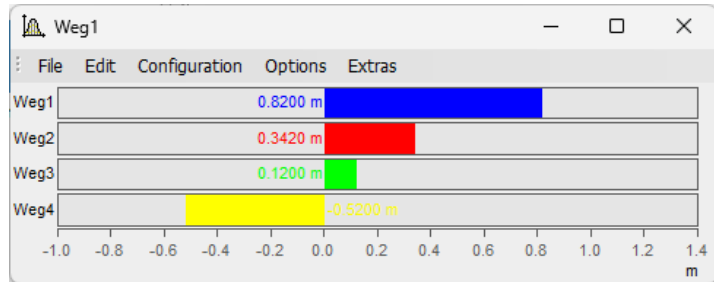 Weg1
File Edit Configuration Options Extras
Weg1 0.8200 m
Weg2 0.3420 m
Weg3 0.1200 m
Weg4 -0.5200 m
-1.0 -0.8 -0.6 -0.4 -0.2 0.0 0.2 0.4 0.6 0.8 1.0 1.2 1.4
m